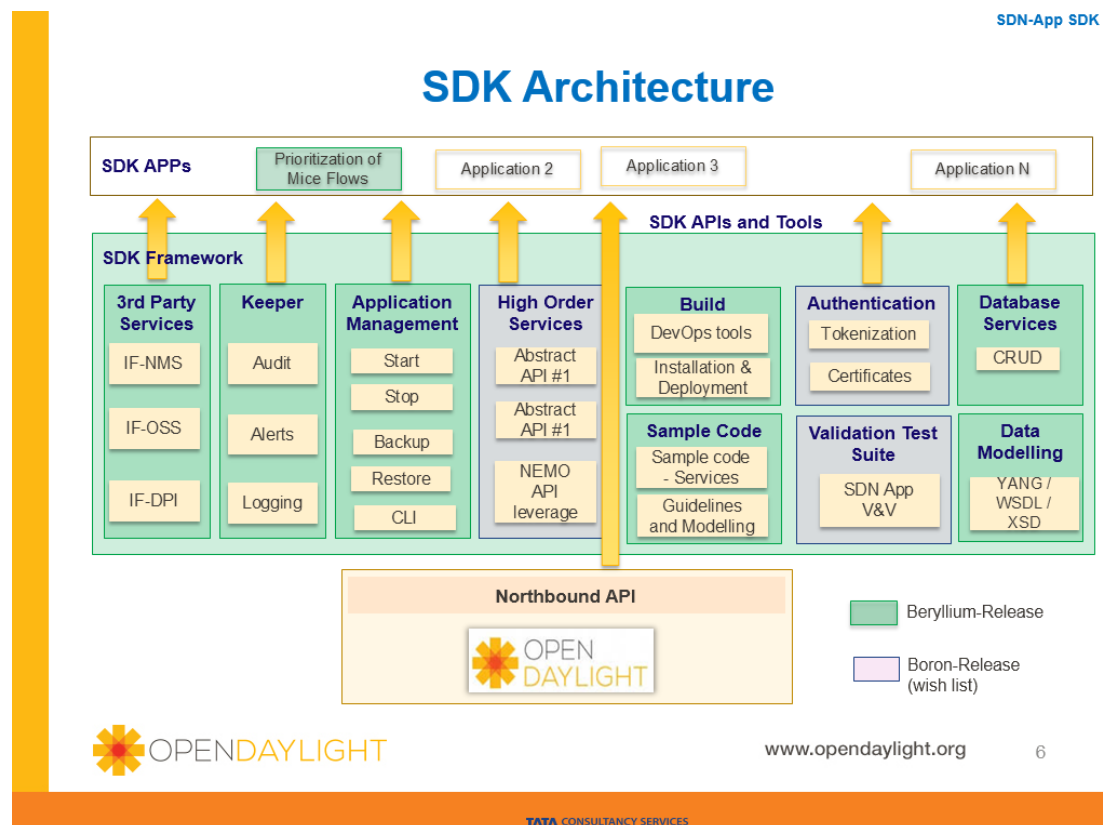 SDN-App SDK
SDK Architecture
SDK APPs
Prioritization of
Mice Flows
Application 2
Application 3
Application N
SDK APIs and Tools
SDK Framework
3rd Party
Services
IF-NMS
IF-OSS
IF-DPI
Keeper
Audit
Alerts
Logging
Application
Management
Start
Stop
Backup
Restore
CLI
High Order
Services
Abstract
API #1
Abstract
API #1
NEMO
API
leverage
Build
DevOps tools
Installation &
Deployment
Sample Code
Sample code
- Services
Guidelines
and Modelling
Authentication
Tokenization
Certificates
Validation Test
Suite
SDN App
V&V
Database
Services
CRUD
Data
Modelling
YANG /
WSDL /
XSD
Northbound API
OPEN
DAYLIGHT
Beryllium-Release
Boron-Release
(wish list)
OPENDAYLIGHT
www.opendaylight.org
6
TATA CONSULTANCY SERVICES